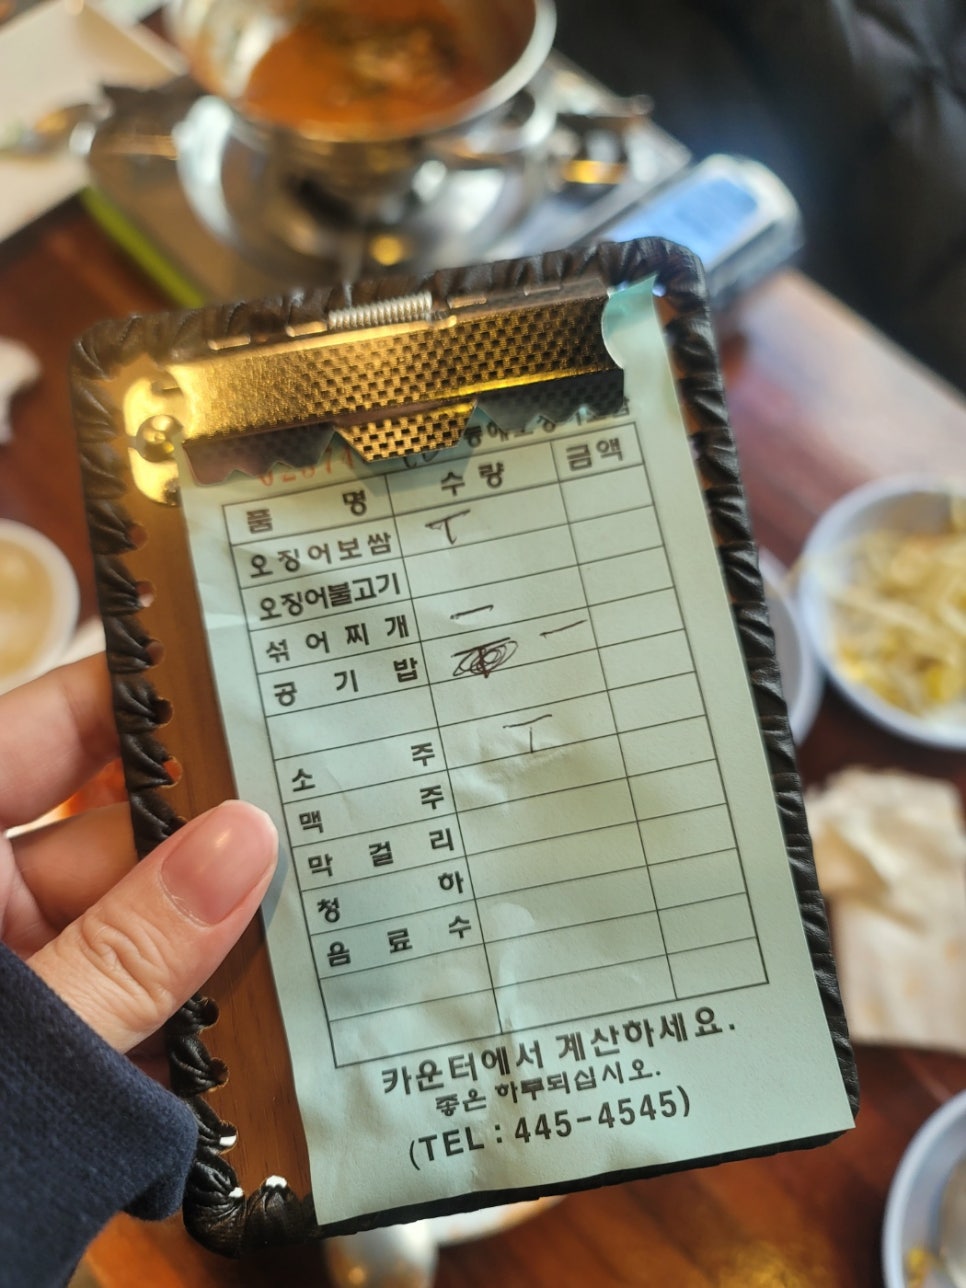 품 명 수 량 금 액
오징어보쌈 T
오징어불고기
섞어찌개 一
공 기 밥 一
소 주 T
맥 주
막 걸 리
청 하
음 료 수
카운터에서 계산하세요.
좋은 하루되십시오.
(TEL : 445-4545)